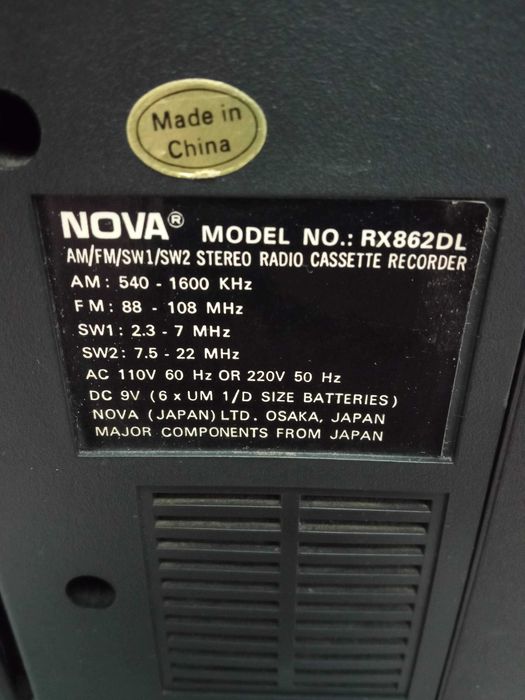 Made in
China
NOVA® MODEL NO.: RX862DL
AM/FM/SW1/SW2 STEREO RADIO CASSETTE RECORDER
AM: 540 - 1600 KHz
FM: 88 - 108 MHz
SW1: 2.3 - 7 MHz
SW2: 7.5 - 22 MHz
AC 110V 60 Hz OR 220V 50 Hz
DC 9V (6 x UM 1/D SIZE BATTERIES)
NOVA (JAPAN) LTD. OSAKA, JAPAN
MAJOR COMPONENTS FROM JAPAN